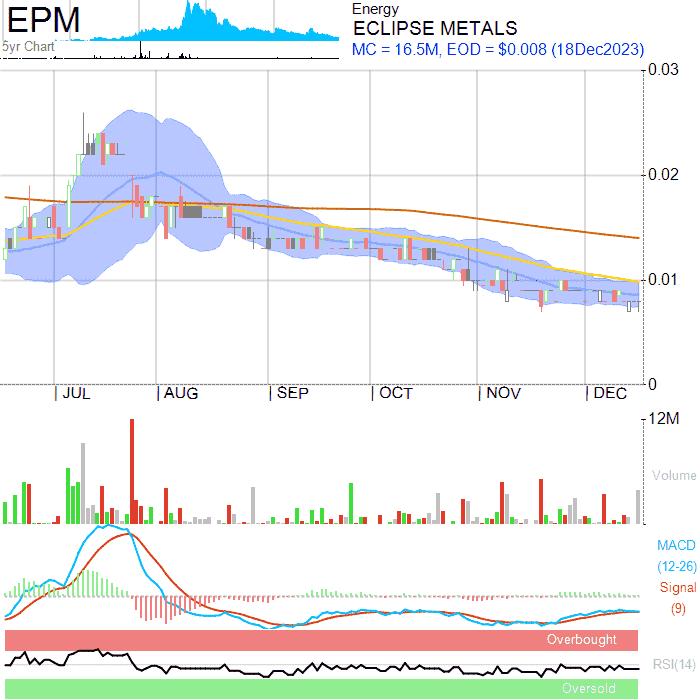 EPM
5yr Chart
Energy
ECLIPSE METALS
MC = 16.5M, EOD = $0.008 (18Dec2023)
0.03
0.02
0.01
0
JUL AUG SEP OCT NOV DEC
12M
Volume
MACD
(12-26)
Signal
(9)
Overbought
RSI(14)
Oversold